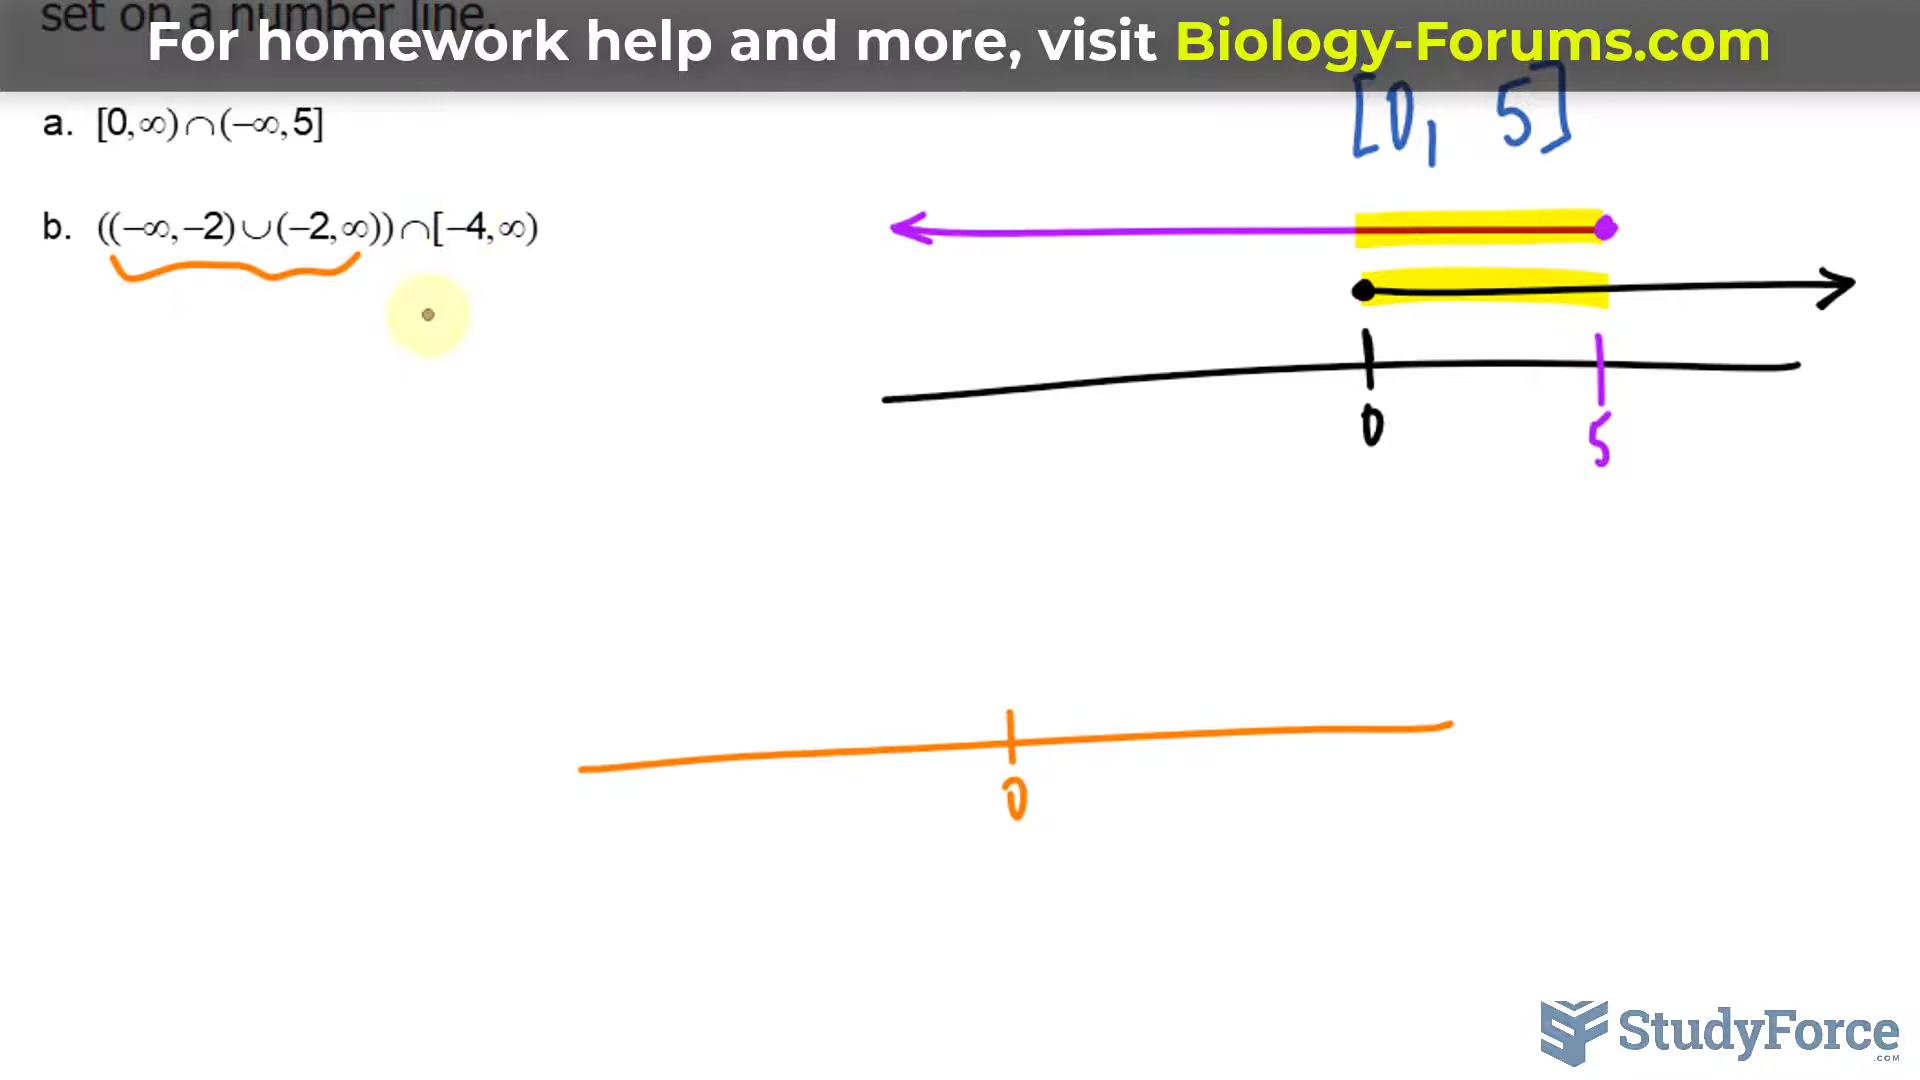 set on a number line.
For homework help and more, visit Biology-Forums.com
a. [0,∞)∩(−∞,5]
[0, 5]
b. ((−∞,−2)∪(−2,∞))∩[−4,∞)
0
5
0
StudyForce
.COM